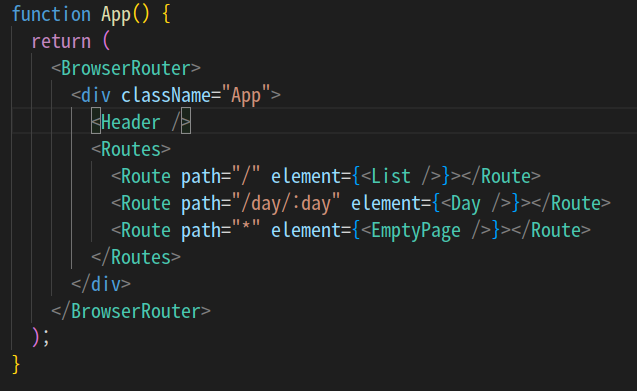 function App() {
  return (
    <BrowserRouter>
      <div className="App">
        <Header />
        <Routes>
          <Route path="/" element={<List />}></Route>
          <Route path="/day/:day" element={<Day />}></Route>
          <Route path="*" element={<EmptyPage />}></Route>
        </Routes>
      </div>
    </BrowserRouter>
  );
}